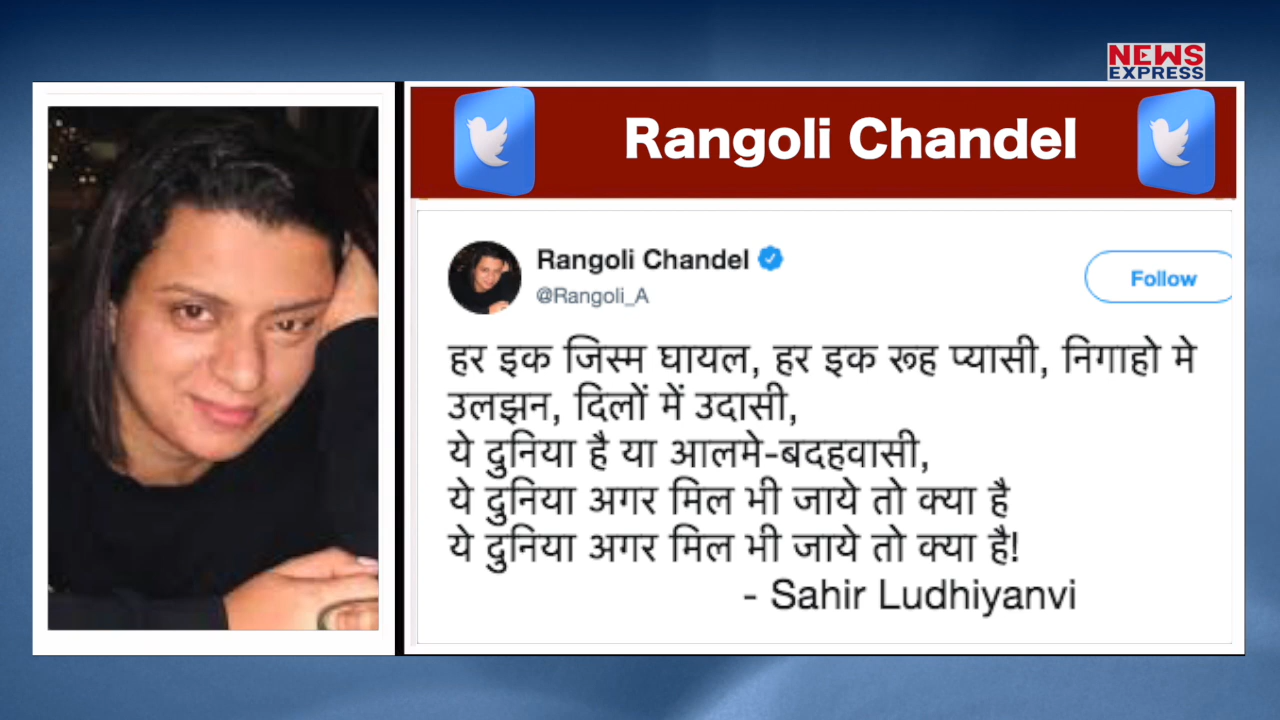 NEWS
EXPRESS
Rangoli Chandel
Rangoli Chandel
@Rangoli_A
Follow
हर इक जिस्म घायल, हर इक रूह प्यासी, निगाहो मे
उलझन, दिलों में उदासी,
ये दुनिया है या आलमे-बदहवासी,
ये दुनिया अगर मिल भी जाये तो क्या है
ये दुनिया अगर मिल भी जाये तो क्या है!
- Sahir Ludhiyanvi